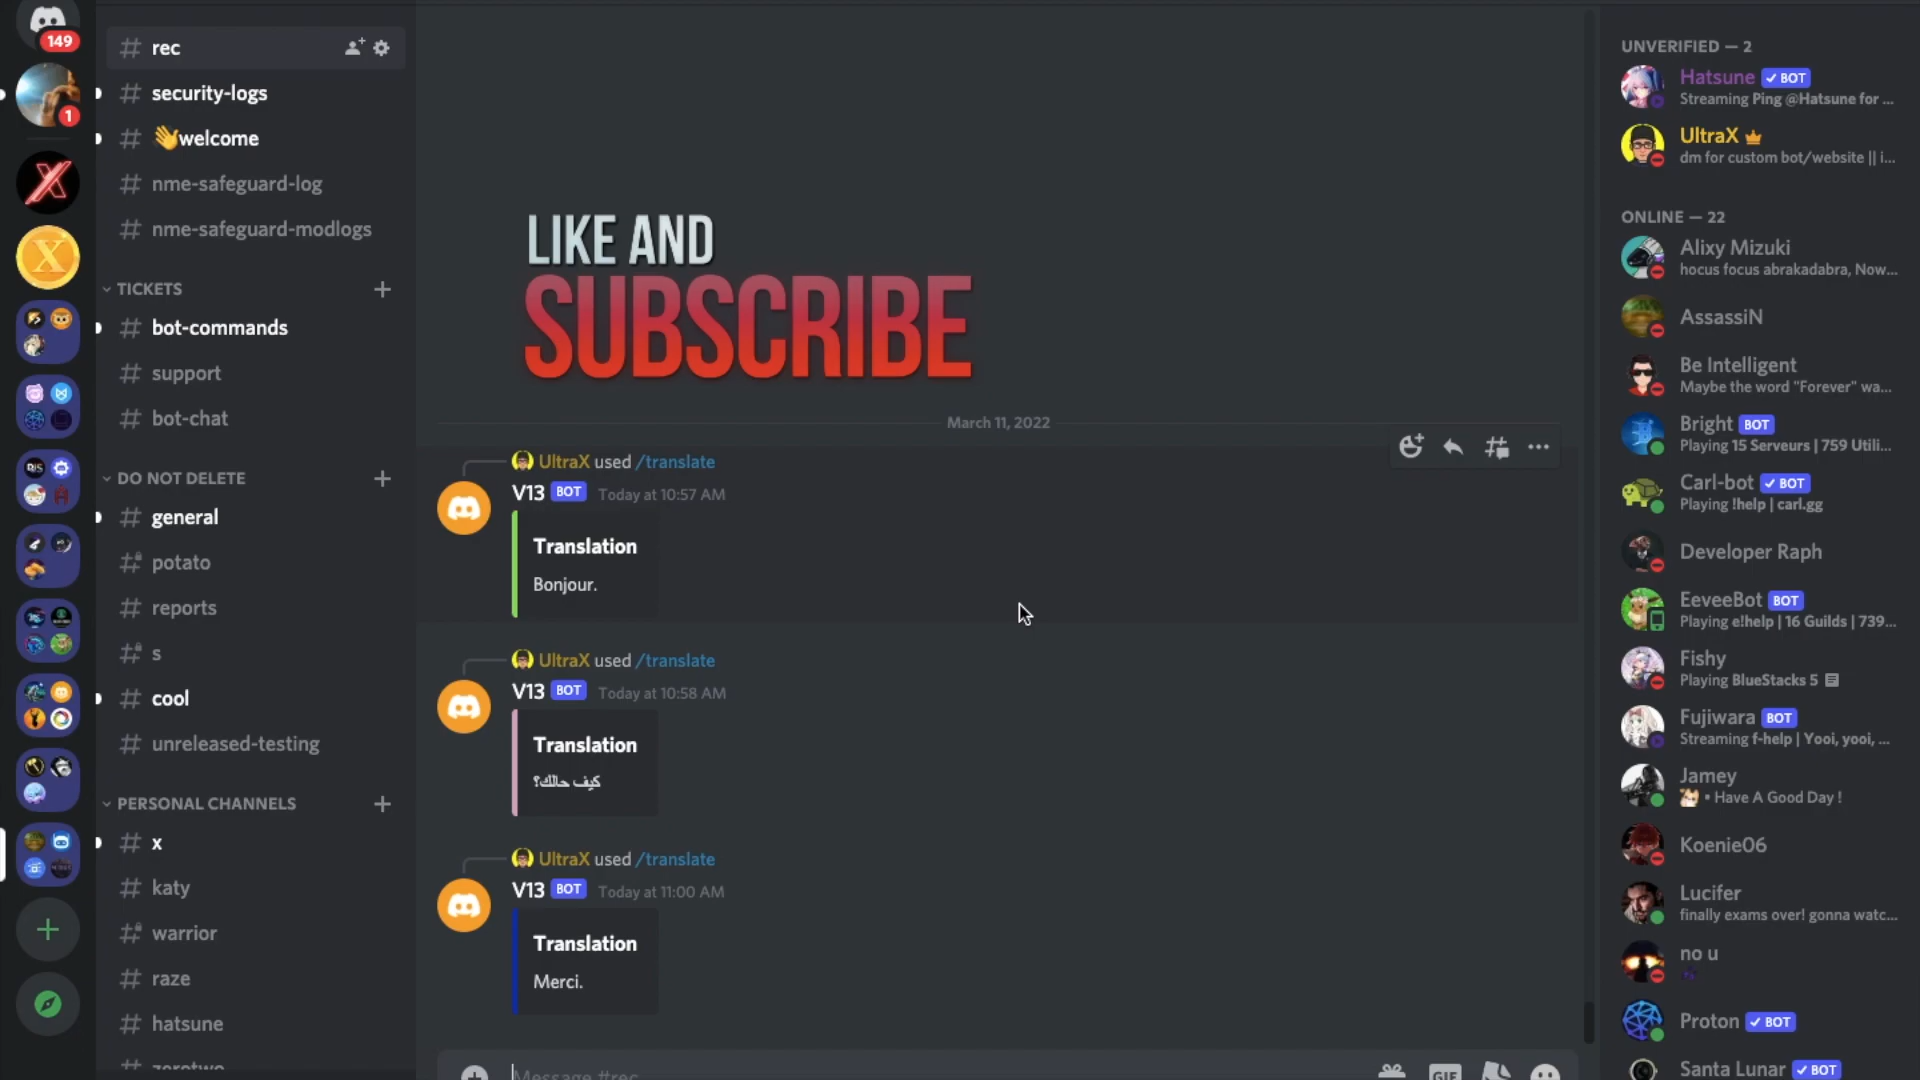 149
1
rec
security-logs
👋welcome
nme-safeguard-log
nme-safeguard-modlogs
TICKETS
bot-commands
support
bot-chat
DO NOT DELETE
general
potato
reports
s
cool
unreleased-testing
PERSONAL CHANNELS
x
katy
warrior
raze
hatsune
LIKE AND
SUBSCRIBE
March 11, 2022
UltraX used /translate
V13 BOT Today at 10:57 AM
Translation
Bonjour.
UltraX used /translate
V13 BOT Today at 10:58 AM
Translation
كيف حالك؟
UltraX used /translate
V13 BOT Today at 11:00 AM
Translation
Merci.
Message #rec
GIF
UNVERIFIED — 2
Hatsune BOT
Streaming Ping @Hatsune for ...
UltraX
dm for custom bot/website || i...
ONLINE — 22
Alixy Mizuki
hocus focus abrakadabra, Now...
AssassiN
Be Intelligent
Maybe the word "Forever" wa...
Bright BOT
Playing 15 Serveurs | 759 Utili...
Carl-bot BOT
Playing !help | carl.gg
Developer Raph
EeveeBot BOT
Playing e!help | 16 Guilds | 739...
Fishy
Playing BlueStacks 5
Fujiwara BOT
Streaming f-help | Yooi, yooi, ...
Jamey
• Have A Good Day !
Koenie06
Lucifer
finally exams over! gonna watc...
no u
Proton BOT
Santa Lunar BOT